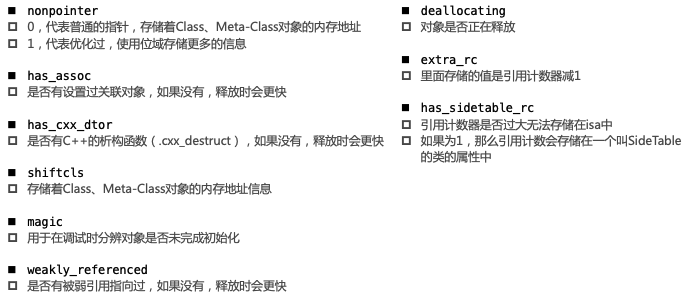 nonpointer
0，代表普通的指针，存储着Class、Meta-Class对象的内存地址
1，代表优化过，使用位域存储更多的信息
has_assoc
是否有设置过关联对象，如果没有，释放时会更快
has_cxx_dtor
是否有C++的析构函数（.cxx_destruct），如果没有，释放时会更快
shiftcls
存储着Class、Meta-Class对象的内存地址信息
magic
用于在调试时分辨对象是否未完成初始化
weakly_referenced
是否有被弱引用指向过，如果没有，释放时会更快
deallocating
对象是否正在释放
extra_rc
里面存储的值是引用计数器减1
has_sidetable_rc
引用计数器是否过大无法存储在isa中
如果为1，那么引用计数会存储在一个叫SideTable
的类的属性中